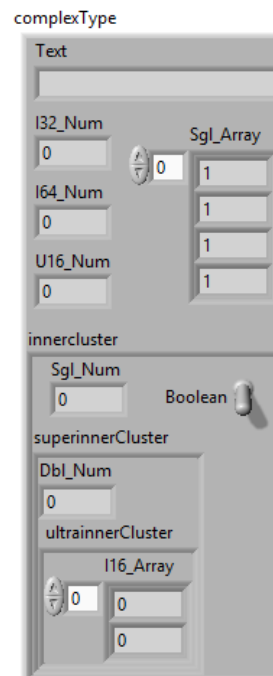 complexType
Text
I32_Num
0
Sgl_Array
0
1
1
1
1
I64_Num
0
U16_Num
0
innercluster
Sgl_Num
0
Boolean
superinnerCluster
Dbl_Num
0
ultrainnerCluster
I16_Array
0
0
0